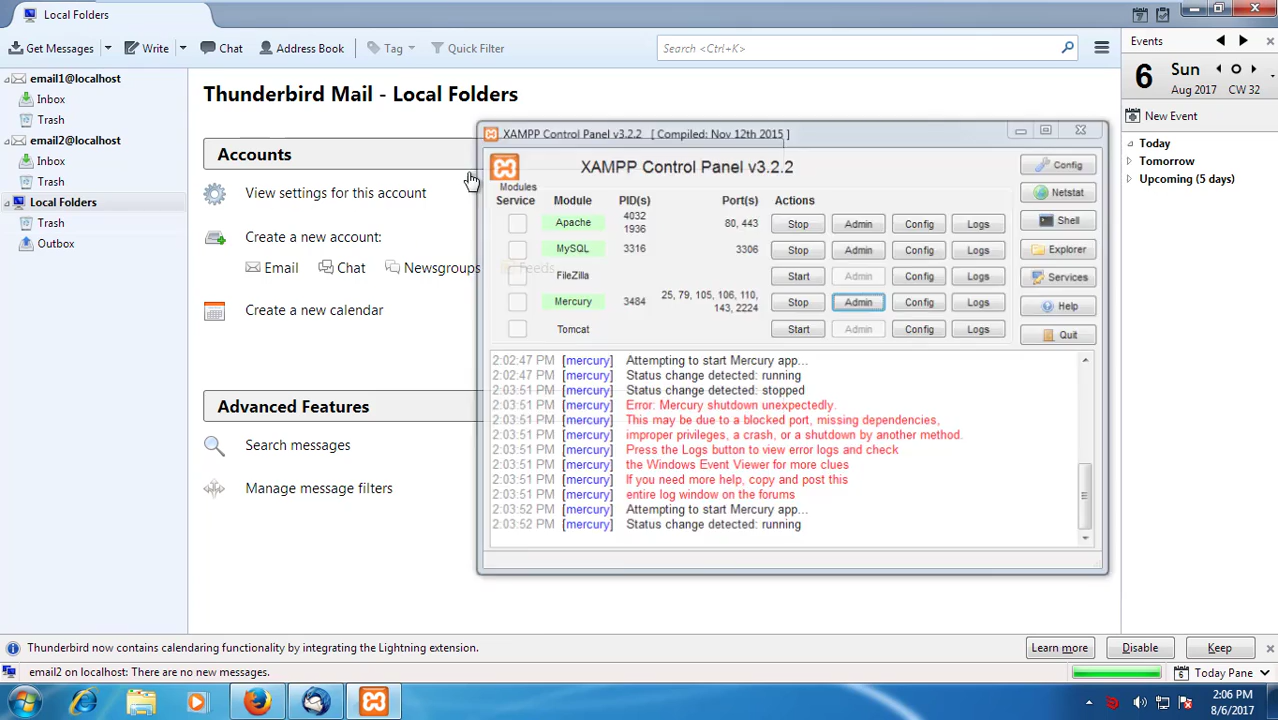 Local Folders
Get Messages
Write
Chat
Address Book
Tag
Quick Filter
Search <Ctrl+K>
Events
7
email1@localhost
Inbox
Trash
email2@localhost
Inbox
Trash
Local Folders
Trash
Outbox
Thunderbird Mail - Local Folders
Accounts
View settings for this account
Create a new account:
Email
Chat
Newsgroups
Feeds
Create a new calendar
Advanced Features
Search messages
Manage message filters
XAMPP Control Panel v3.2.2 [ Compiled: Nov 12th 2015 ]
XAMPP Control Panel v3.2.2
Modules
Service Module PID(s) Port(s) Actions
Apache 4032 1936 80, 443 Stop Admin Config Logs
MySQL 3316 3306 Stop Admin Config Logs
FileZilla Start Admin Config Logs
Mercury 3484 25, 79, 105, 106, 110, 143, 2224 Stop Admin Config Logs
Tomcat Start Admin Config Logs
Config
Netstat
Shell
Explorer
Services
Help
Quit
2:02:47 PM [mercury] Attempting to start Mercury app...
2:02:47 PM [mercury] Status change detected: running
2:03:51 PM [mercury] Status change detected: stopped
2:03:51 PM [mercury] Error: Mercury shutdown unexpectedly.
2:03:51 PM [mercury] This may be due to a blocked port, missing dependencies,
2:03:51 PM [mercury] improper privileges, a crash, or a shutdown by another method.
2:03:51 PM [mercury] Press the Logs button to view error logs and check
2:03:51 PM [mercury] the Windows Event Viewer for more clues
2:03:51 PM [mercury] If you need more help, copy and post this
2:03:51 PM [mercury] entire log window on the forums
2:03:52 PM [mercury] Attempting to start Mercury app...
2:03:52 PM [mercury] Status change detected: running
6 Sun
Aug 2017 CW 32
New Event
Today
Tomorrow
Upcoming (5 days)
Thunderbird now contains calendaring functionality by integrating the Lightning extension.
Learn more
Disable
Keep
email2 on localhost: There are no new messages.
6 Today Pane
2:06 PM
8/6/2017